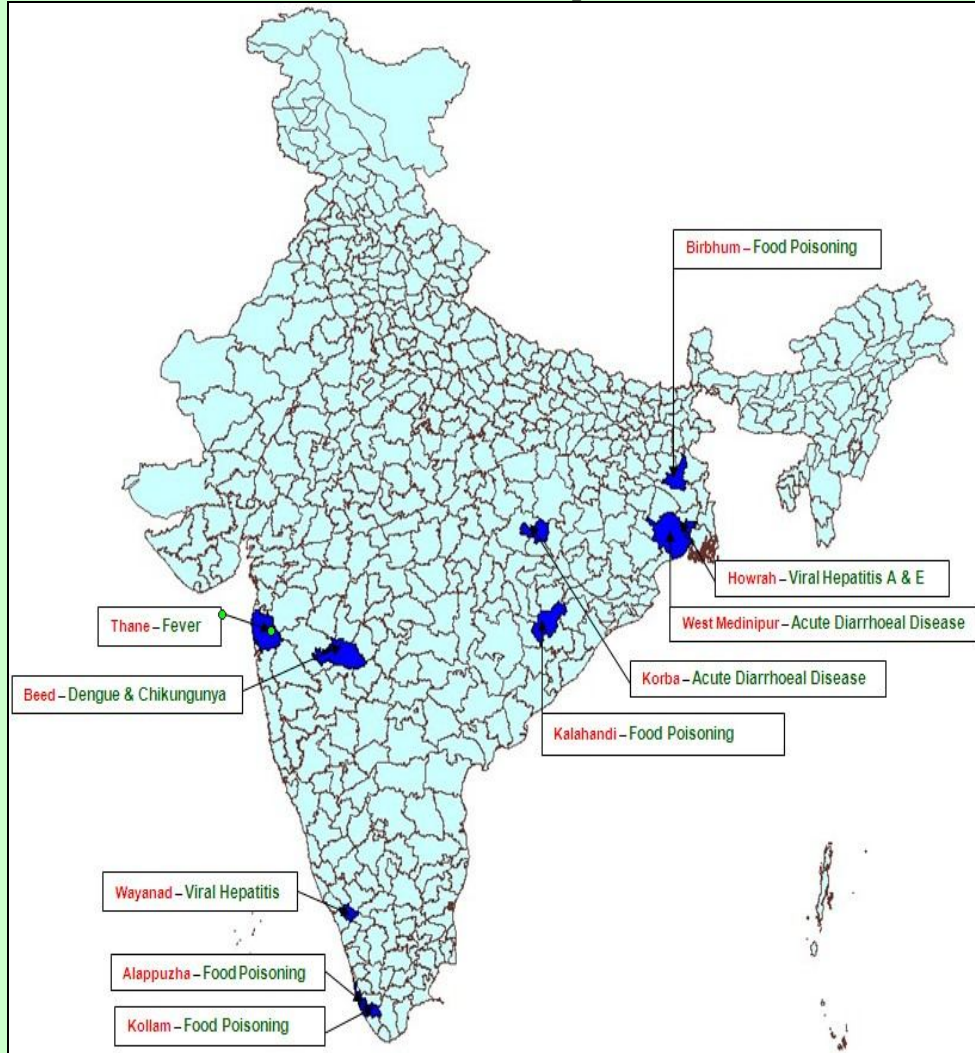 Birbhum – Food Poisoning
Howrah – Viral Hepatitis A & E
Thane – Fever
West Medinipur – Acute Diarrhoeal Disease
Korba – Acute Diarrhoeal Disease
Beed – Dengue & Chikungunya
Kalahandi – Food Poisoning
Wayanad – Viral Hepatitis
Alappuzha – Food Poisoning
Kollam – Food Poisoning